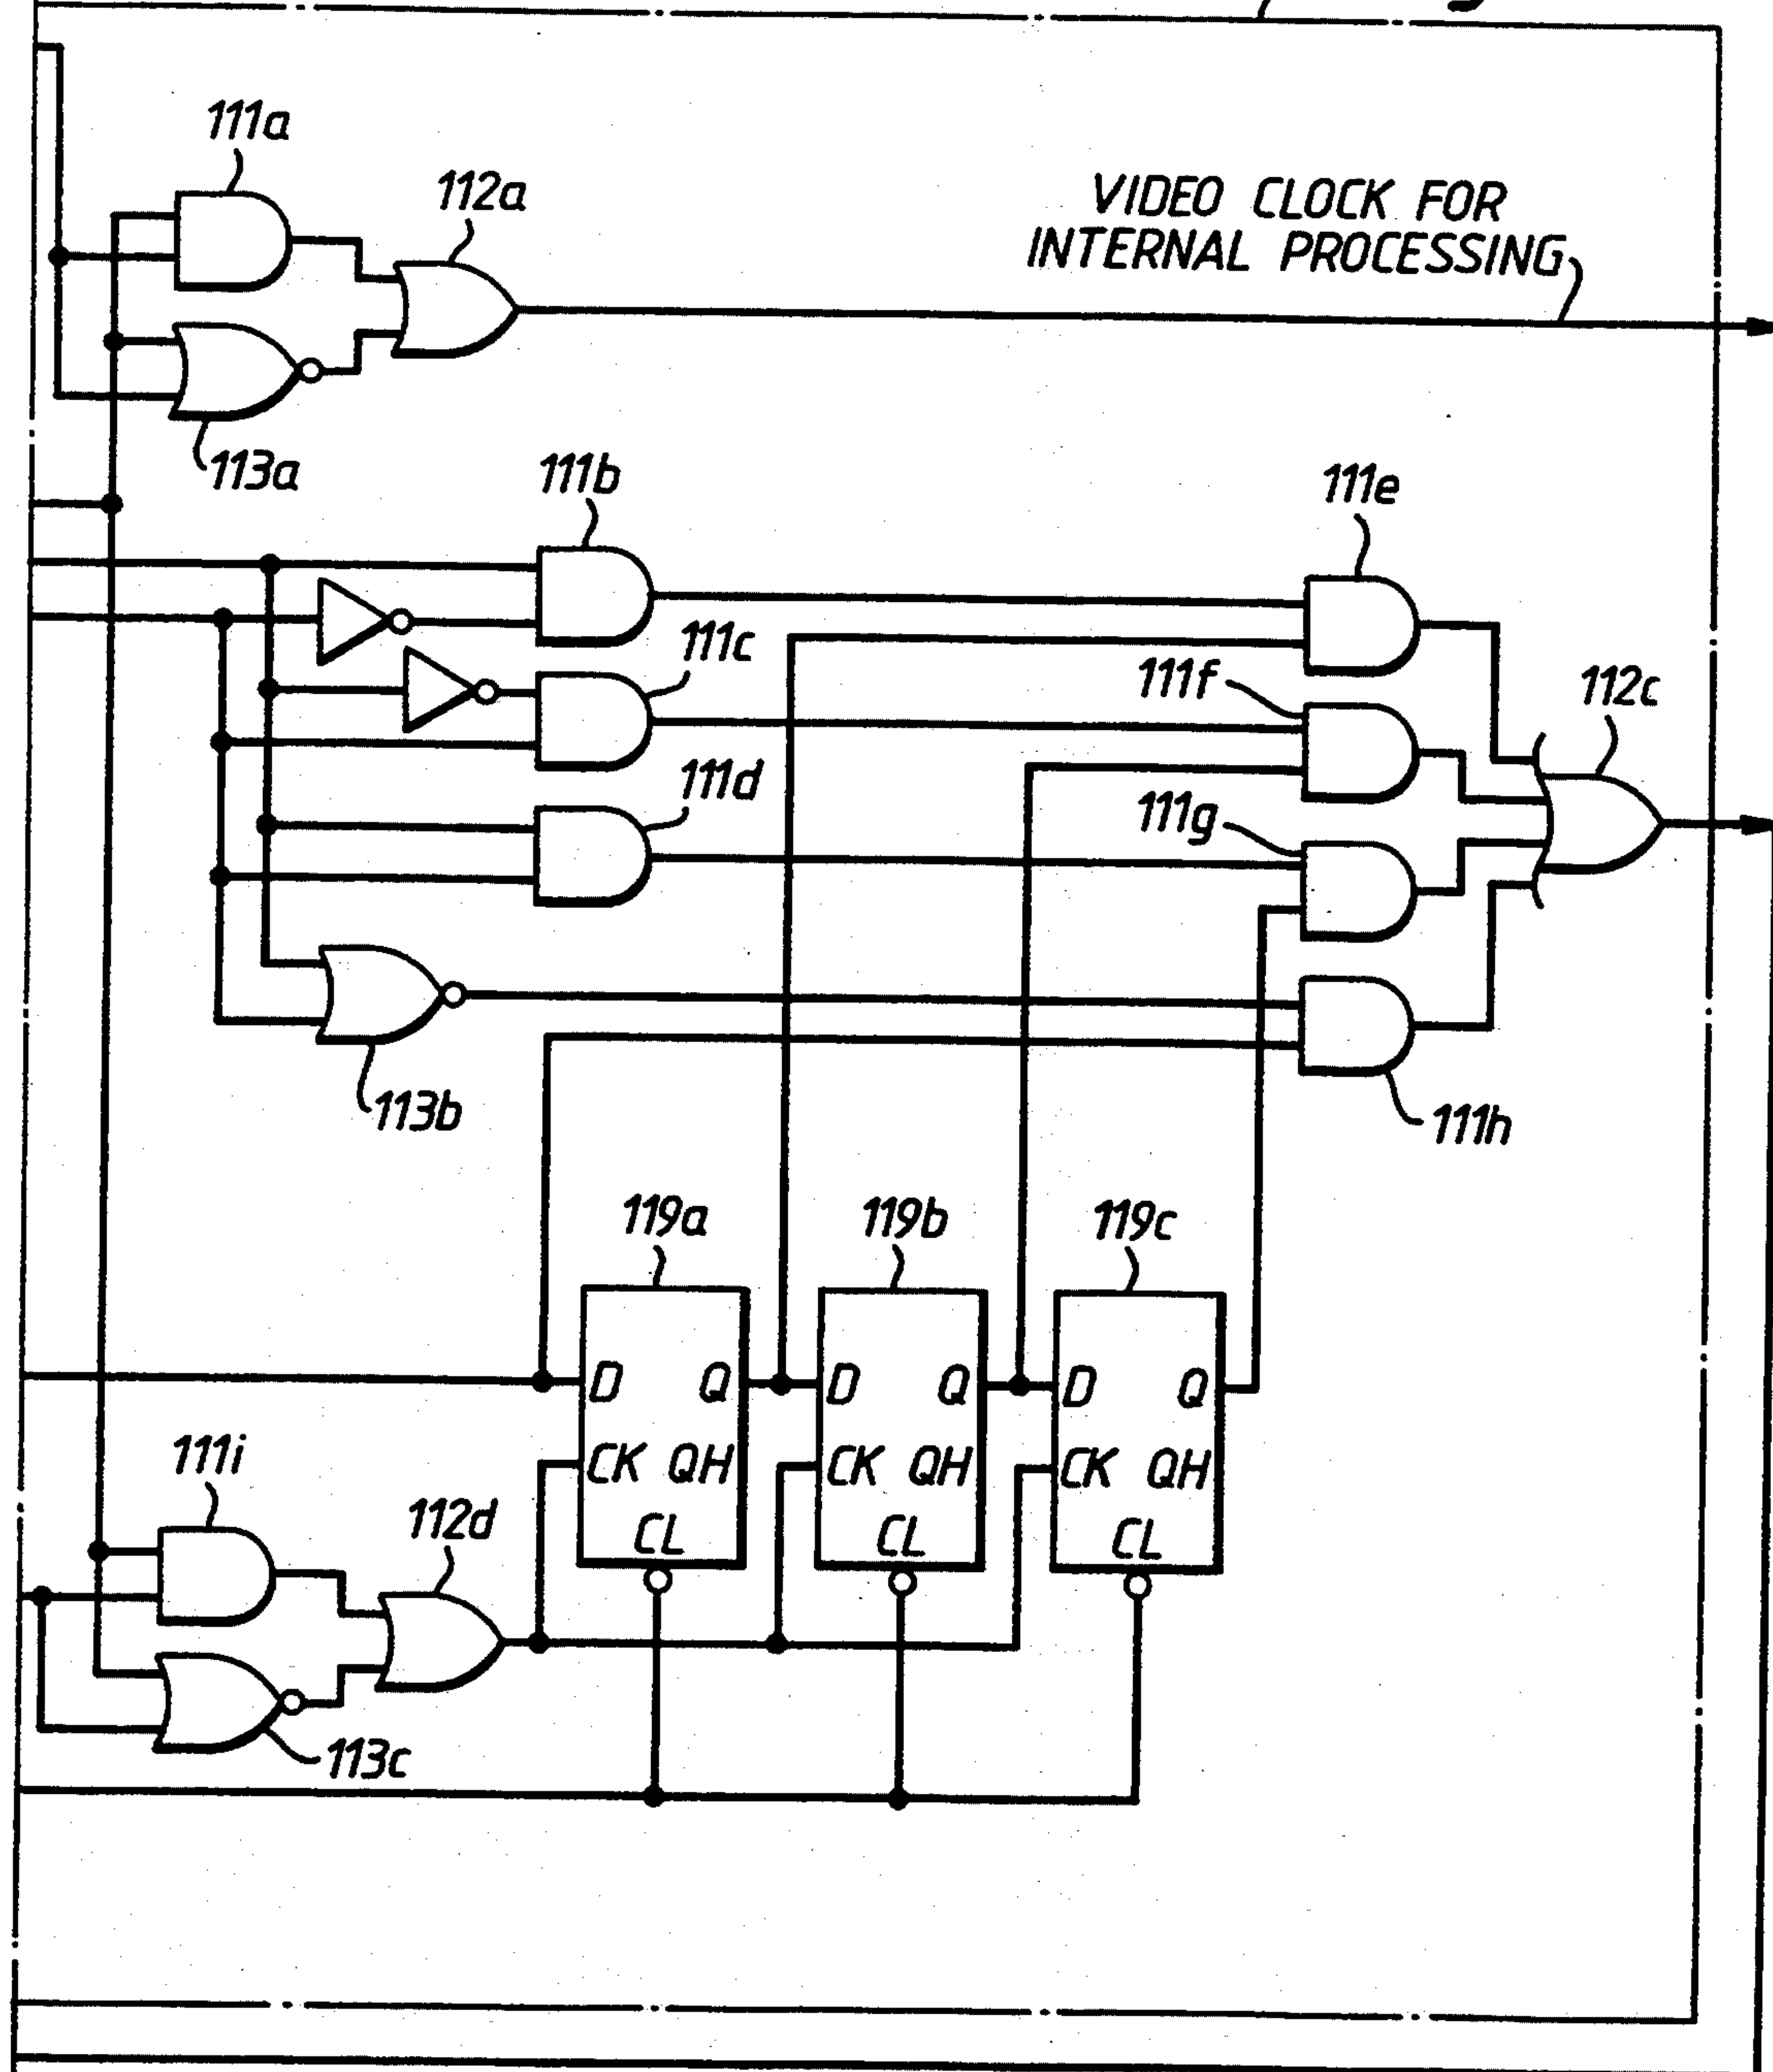 111a
112a
VIDEO CLOCK FOR
INTERNAL PROCESSING
113a
111b
111e
111c
111f
112c
111d
111g
113b
111h
119a
119b
119c
D Q D Q D Q
CK QH CK QH CK QH
CL CL CL
111i
112d
113c